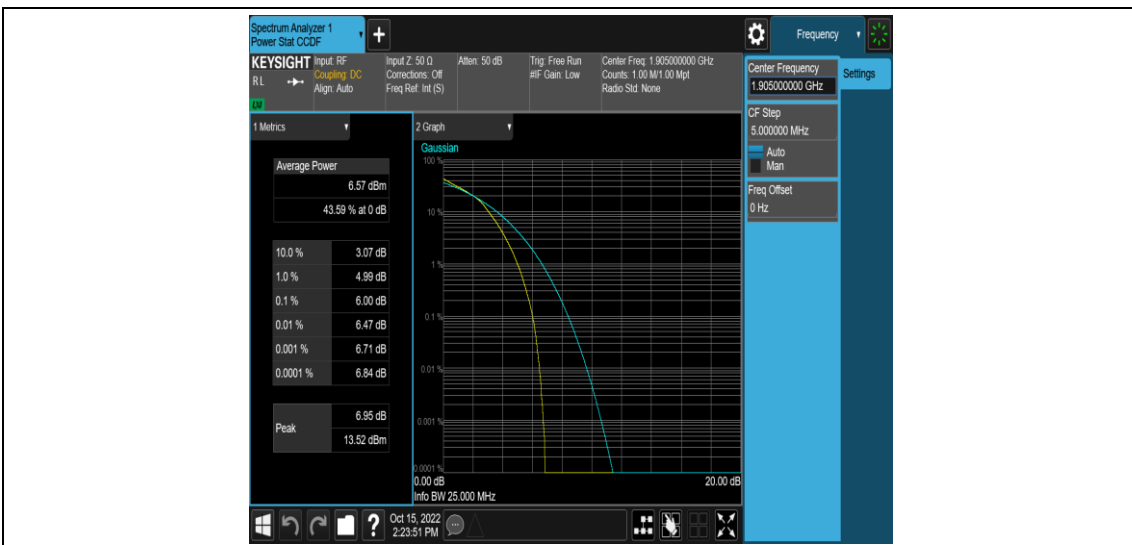 Spectrum Analyzer 1
Power Stat CCDF
+
Frequency
KEYSIGHT
RL
Input: RF
Coupling: DC
Align: Auto
Input Z: 50 Ω
Corrections: Off
Freq Ref: Int (S)
Atten: 50 dB
Trig: Free Run
#IF Gain: Low
Center Freq: 1.905000000 GHz
Counts: 1.00 M/1.00 Mpt
Radio Std: None
Center Frequency
1.905000000 GHz
Settings
CF Step
5.000000 MHz
Auto
Man
Freq Offset
0 Hz
1 Metrics
Average Power
6.57 dBm
43.59 % at 0 dB
10.0 % 3.07 dB
1.0 % 4.99 dB
0.1 % 6.00 dB
0.01 % 6.47 dB
0.001 % 6.71 dB
0.0001 % 6.84 dB
Peak
6.95 dB
13.52 dBm
2 Graph
Gaussian
100 %
10 %
1 %
0.1 %
0.01 %
0.001 %
0.0001 %
0.00 dB 20.00 dB
Info BW 25.000 MHz
?
Oct 15, 2022
2:23:51 PM